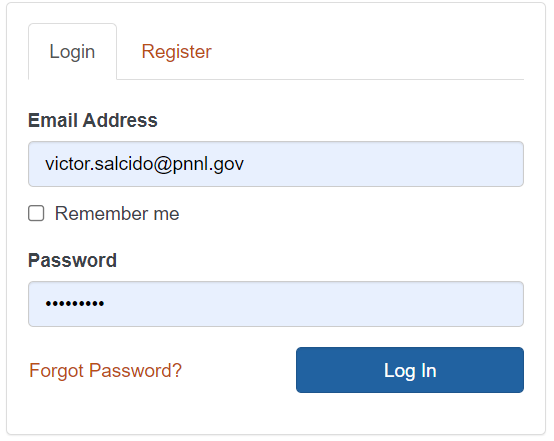 Login Register
Email Address
victor.salcido@pnnl.gov
Remember me
Password
•••••••••
Forgot Password? Log In